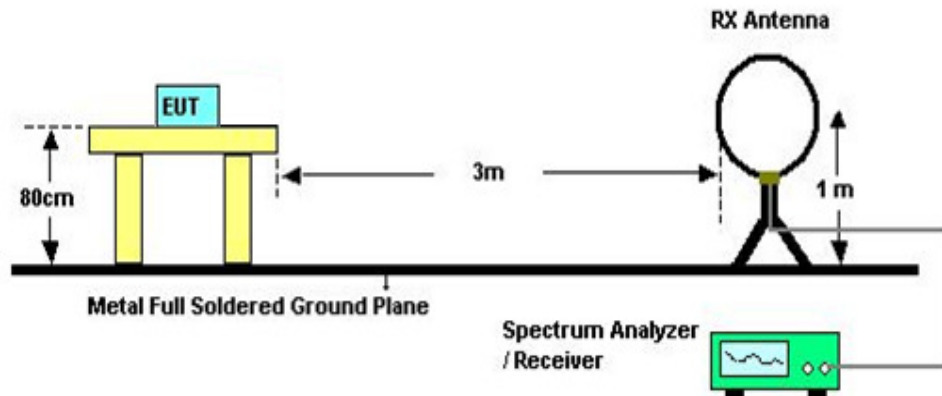 RX Antenna
EUT
80cm
3m
1 m
Metal Full Soldered Ground Plane
Spectrum Analyzer
/ Receiver